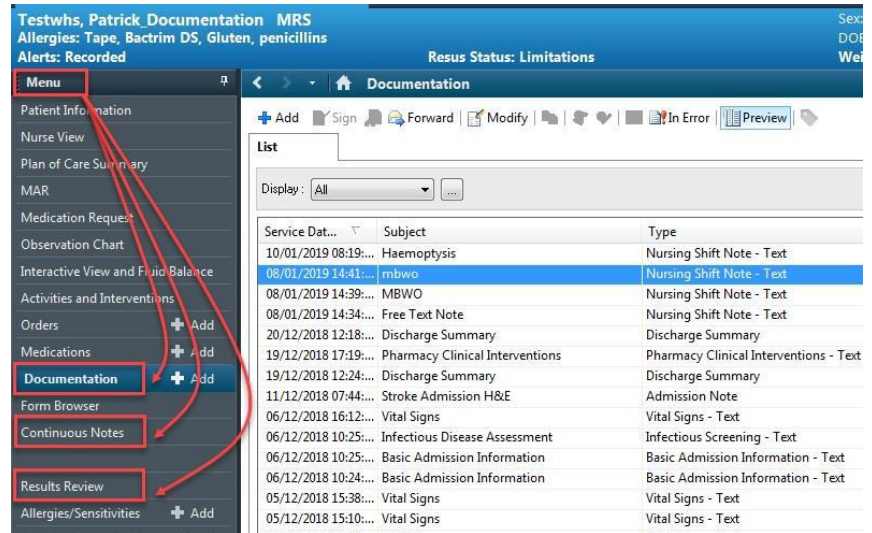 Testwhs, Patrick_Documentation MRS
Sex:
Allergies: Tape, Bactrim DS, Gluten, penicillins
DOB
Alerts: Recorded
Resus Status: Limitations
Wei
Menu
Patient Information
Nurse View
Plan of Care Summary
MAR
Medication Request
Observation Chart
Interactive View and Fluid Balance
Activities and Interventions
Orders Add
Medications Add
Documentation Add
Form Browser
Continuous Notes
Results Review
Allergies/Sensitivities Add
Documentation
Add Sign Forward Modify In Error Preview
List
Display : All ...
Service Dat... Subject Type
10/01/2019 08:19:... Haemoptysis Nursing Shift Note - Text
08/01/2019 14:41:... mbwo Nursing Shift Note - Text
08/01/2019 14:39:... MBWO Nursing Shift Note - Text
08/01/2019 14:34:... Free Text Note Nursing Shift Note - Text
20/12/2018 12:18:... Discharge Summary Discharge Summary
19/12/2018 17:19:... Pharmacy Clinical Interventions Pharmacy Clinical Interventions - Text
19/12/2018 12:24:... Discharge Summary Discharge Summary
11/12/2018 07:44:... Stroke Admission H&E Admission Note
06/12/2018 16:12:... Vital Signs Vital Signs - Text
06/12/2018 10:25:... Infectious Disease Assessment Infectious Screening - Text
06/12/2018 10:25:... Basic Admission Information Basic Admission Information - Text
06/12/2018 10:24:... Basic Admission Information Basic Admission Information - Text
05/12/2018 15:38:... Vital Signs Vital Signs - Text
05/12/2018 15:10:... Vital Signs Vital Signs - Text